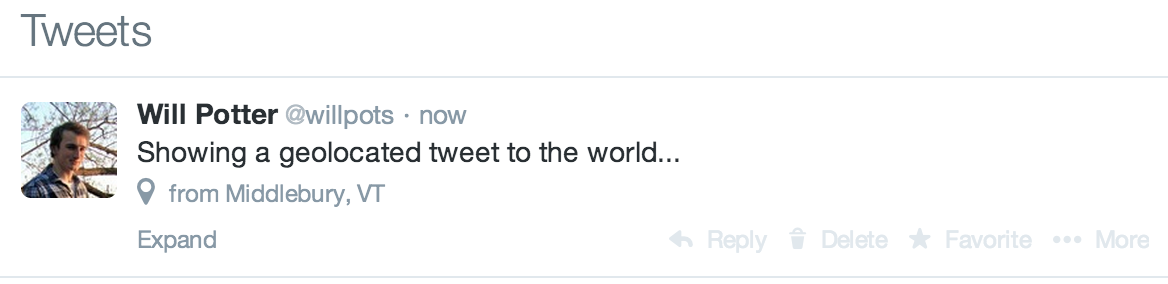 Tweets
Will Potter @willpots · now
Showing a geolocated tweet to the world...
from Middlebury, VT
Expand Reply Delete Favorite More